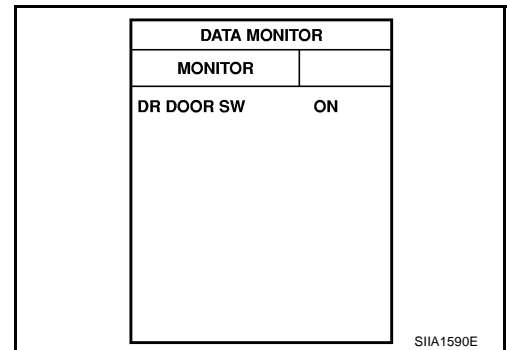 DATA MONITOR
MONITOR
DR DOOR SW ON
SIIA1590E